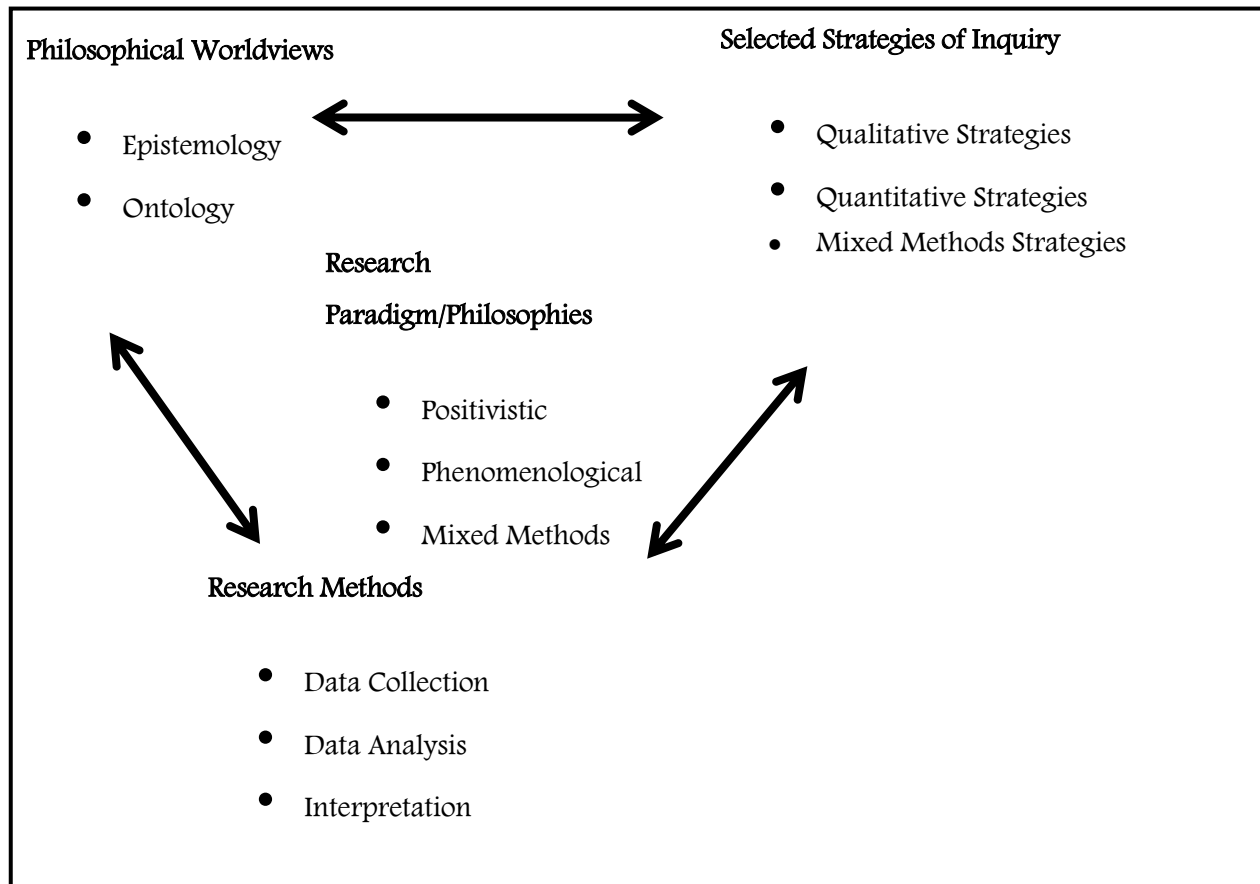 Philosophical Worldviews
Epistemology
Ontology
Selected Strategies of Inquiry
Qualitative Strategies
Quantitative Strategies
Mixed Methods Strategies
Research
Paradigm/Philosophies
Positivistic
Phenomenological
Mixed Methods
Research Methods
Data Collection
Data Analysis
Interpretation